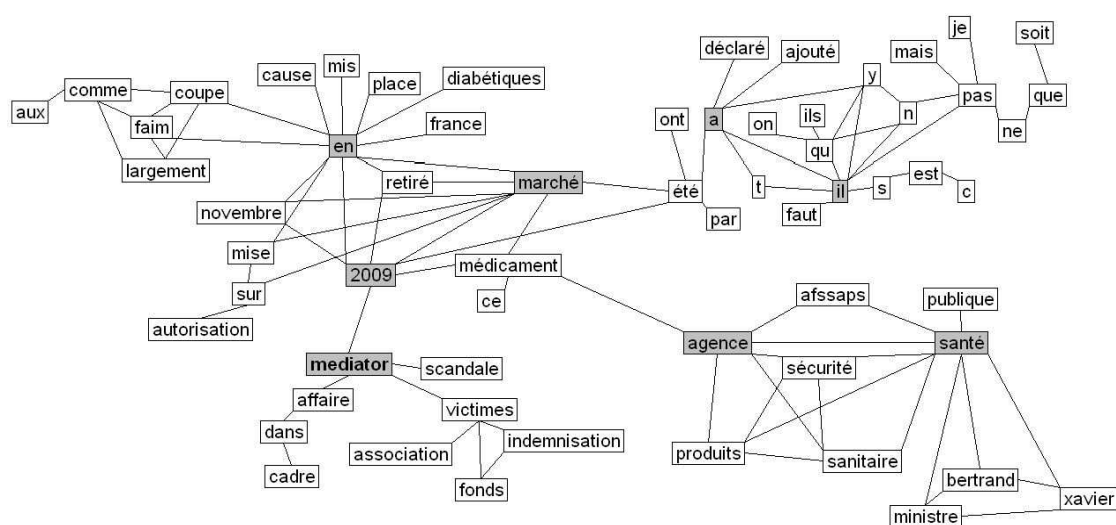 je
soit
déclaré
ajouté
mais
y
mis
cause
place
diabétiques
comme
coupe
aux
pas
que
n
ont
a
ils
on
france
faim
ne
en
qu
largement
retiré
marché
été
t
il
s
est
c
novembre
par
faut
mise
2009
médicament
sur
ce
afssaps
publique
autorisation
agence
santé
mediator
scandale
sécurité
affaire
victimes
dans
indemnisation
association
produits
sanitaire
cadre
fonds
bertrand
xavier
ministre